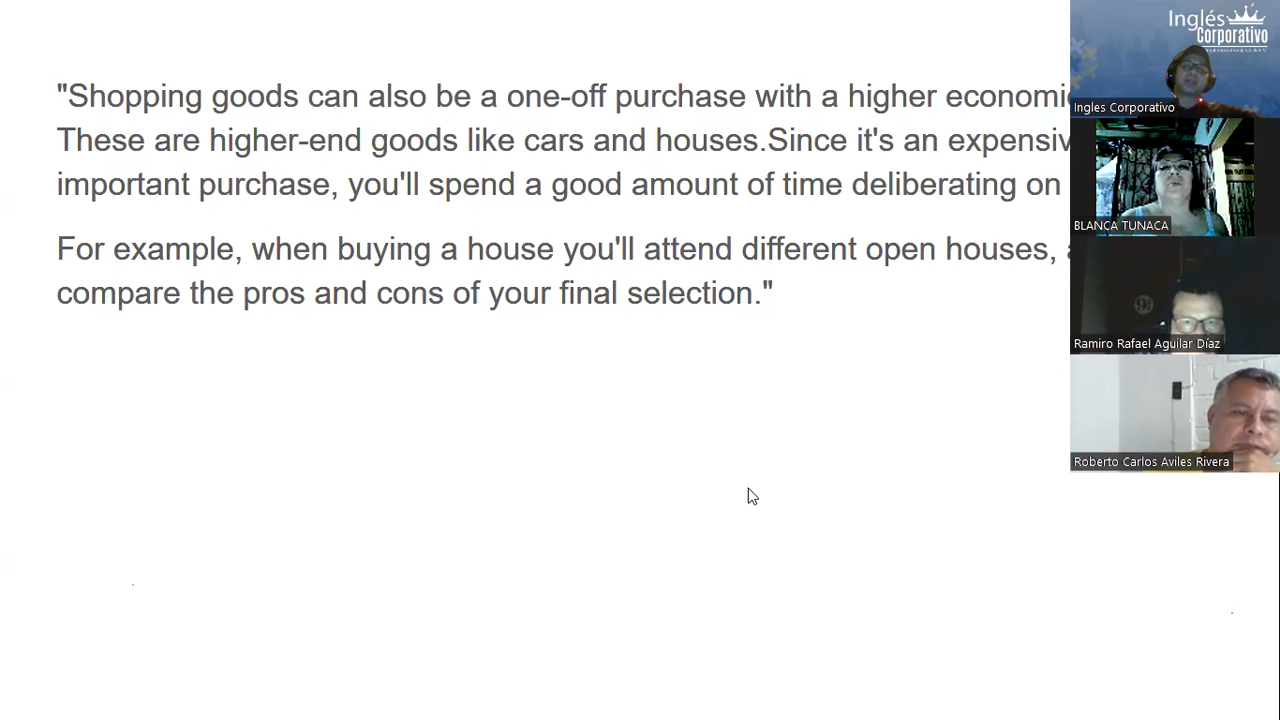 "Shopping goods can also be a one-off purchase with a higher economi
These are higher-end goods like cars and houses.Since it's an expensiv
important purchase, you'll spend a good amount of time deliberating on
For example, when buying a house you'll attend different open houses,
compare the pros and cons of your final selection."
Inglés
Corporativo
Ingles Corporativo
BLANCA TUNACA
Ramiro Rafael Aguilar Díaz
Roberto Carlos Aviles Rivera